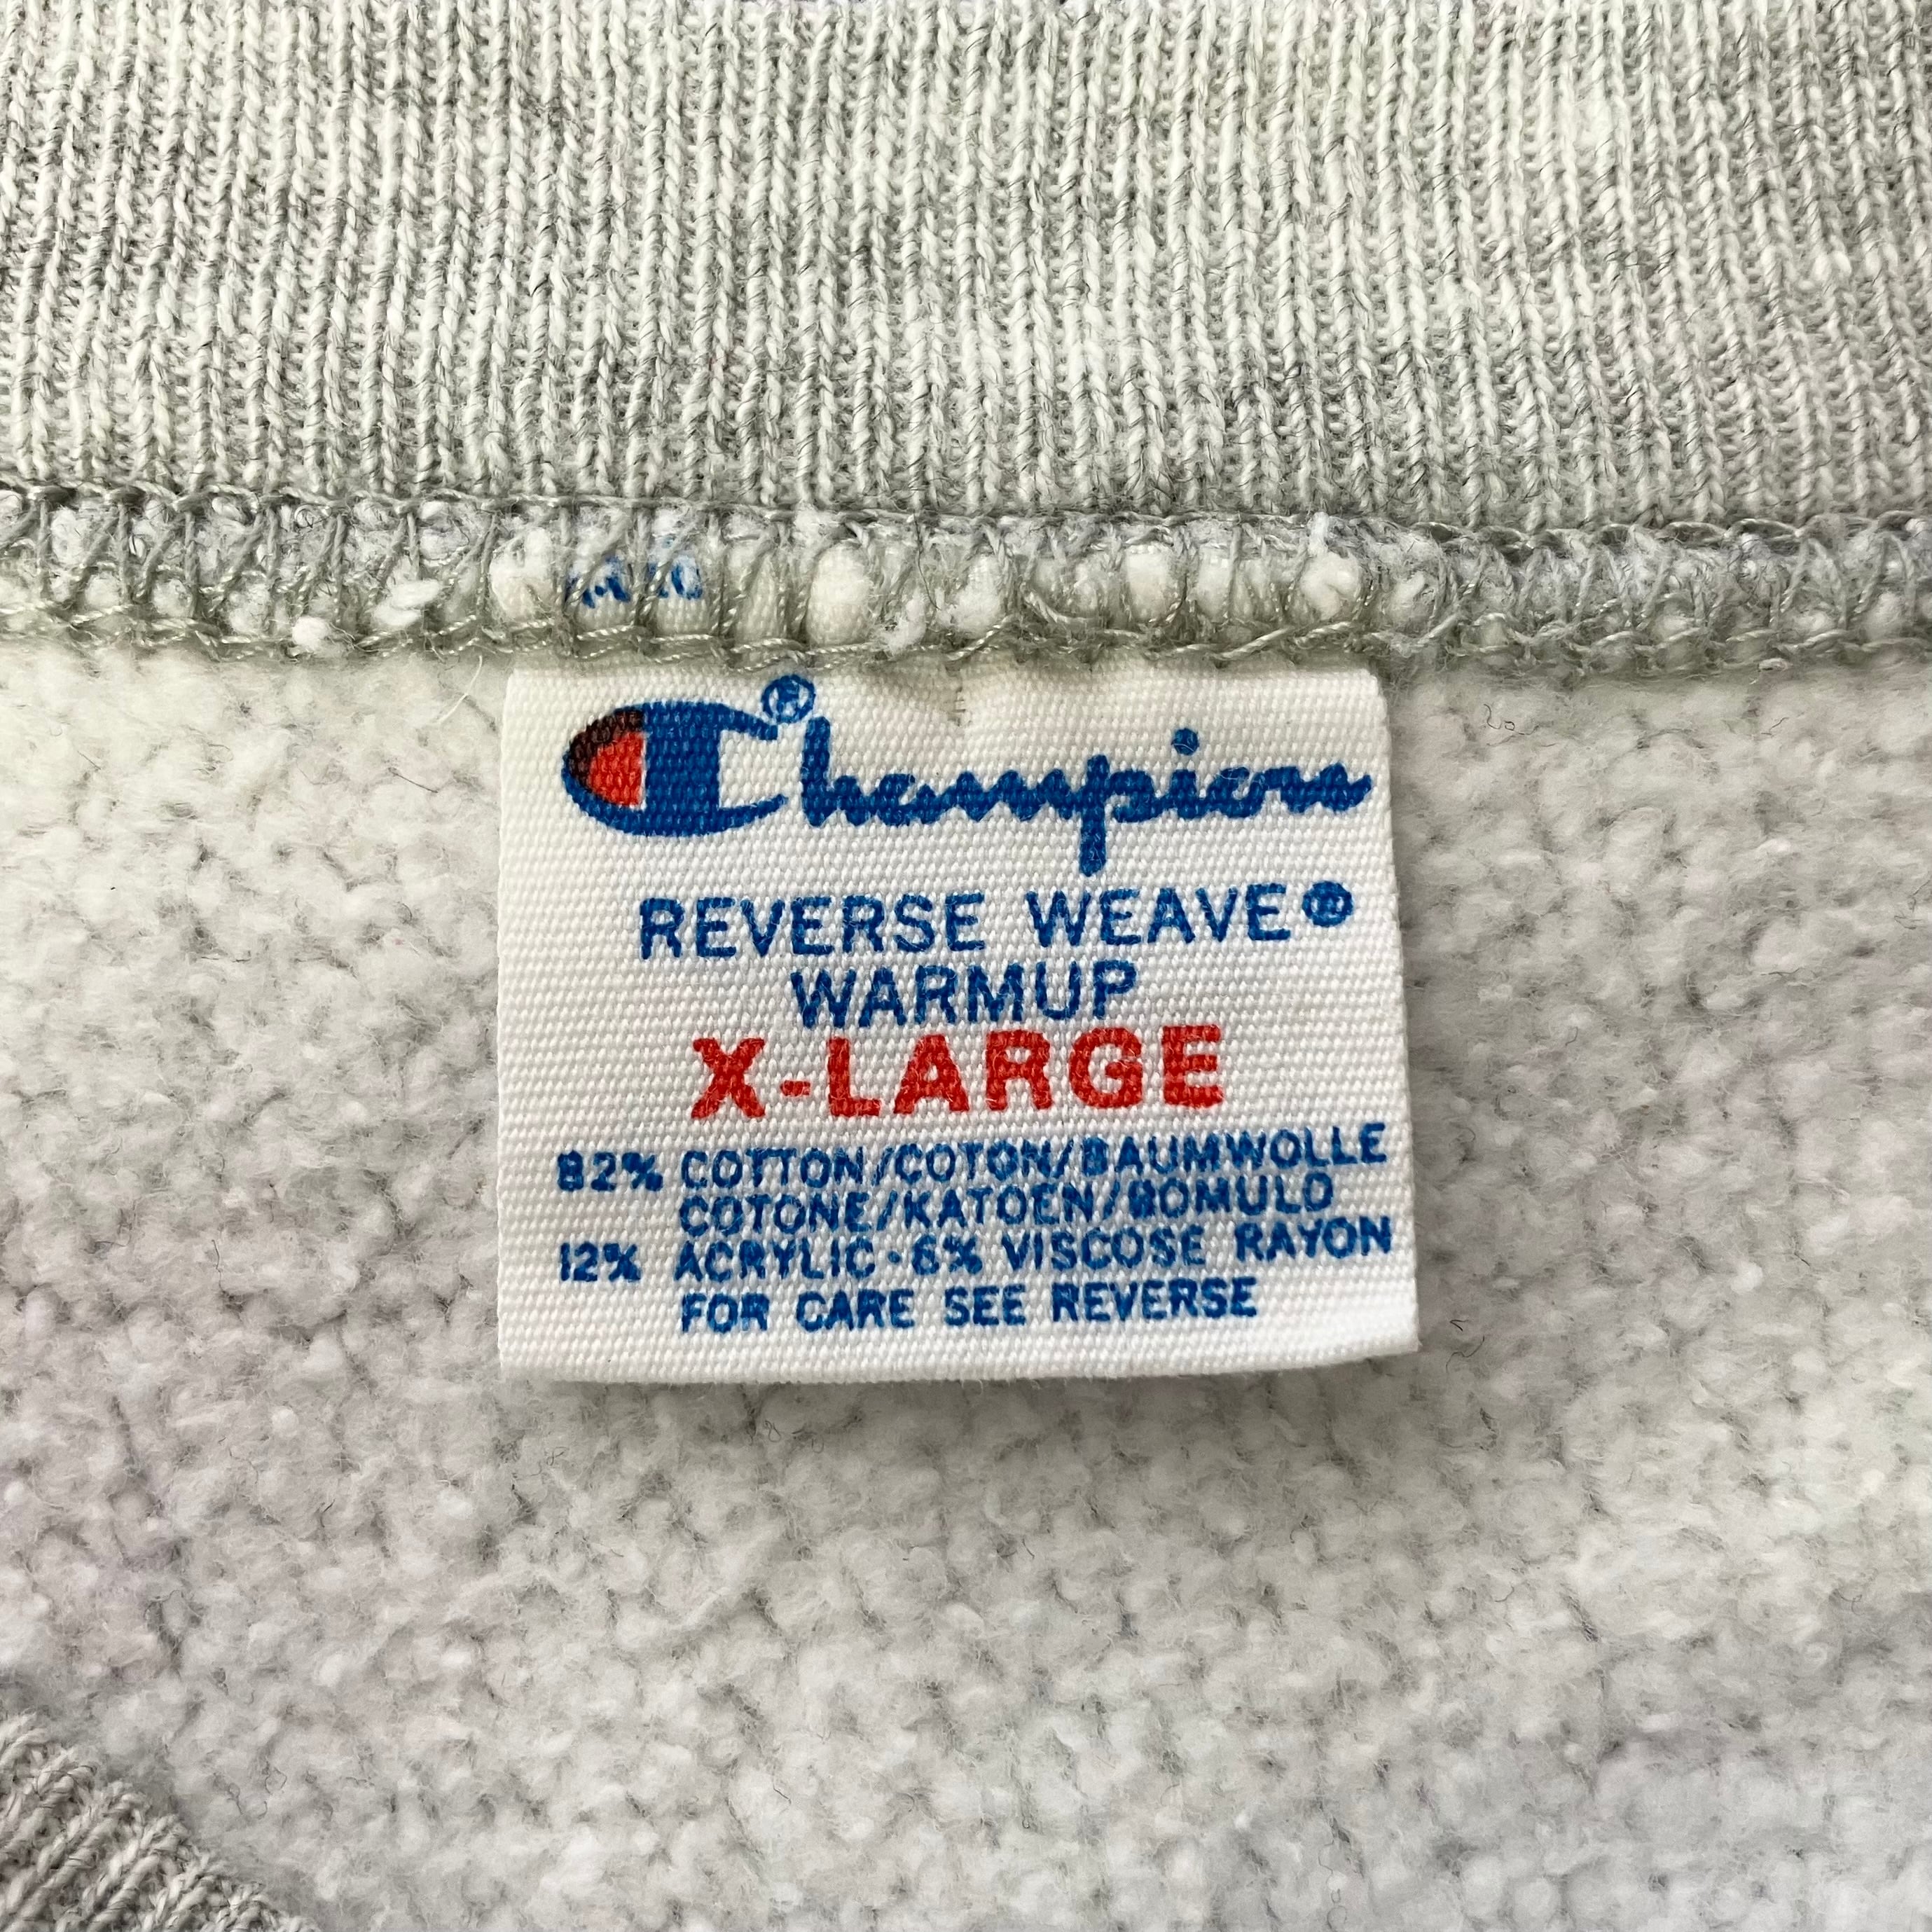 Champion®
REVERSE WEAVE®
WARMUP
X-LARGE
82% COTTON/COTON/BAUMWOLLE
COTONE/KATOEN/BOMULD
12% ACRYLIC·6% VISCOSE RAYON
FOR CARE SEE REVERSE